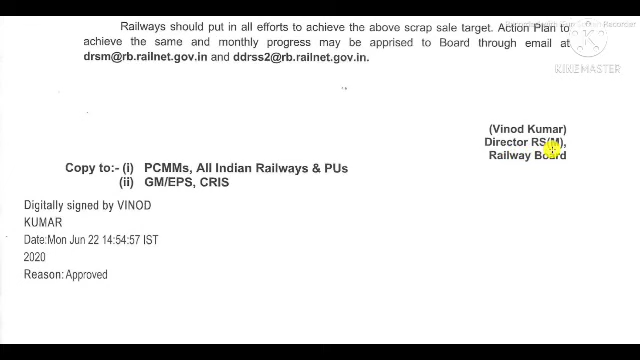 Railways should put in all efforts to achieve the above scrap sale target. Action Plan to
achieve the same and monthly progress may be apprised to Board through email at
drsm@rb.railnet.gov.in and ddrss2@rb.railnet.gov.in.
KINEMASTER
(Vinod Kumar)
Director RS(M),
Railway Board
Copy to:- (i) PCMMs, All Indian Railways & PUs
(ii) GM/EPS, CRIS
Digitally signed by VINOD
KUMAR
Date:Mon Jun 22 14:54:57 IST
2020
Reason:Approved